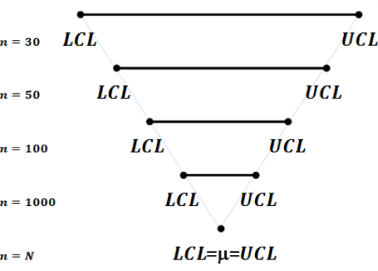 n = 30 LCL UCL
n = 50 LCL UCL
n = 100 LCL UCL
n = 1000 LCL UCL
n = N LCL=μ=UCL